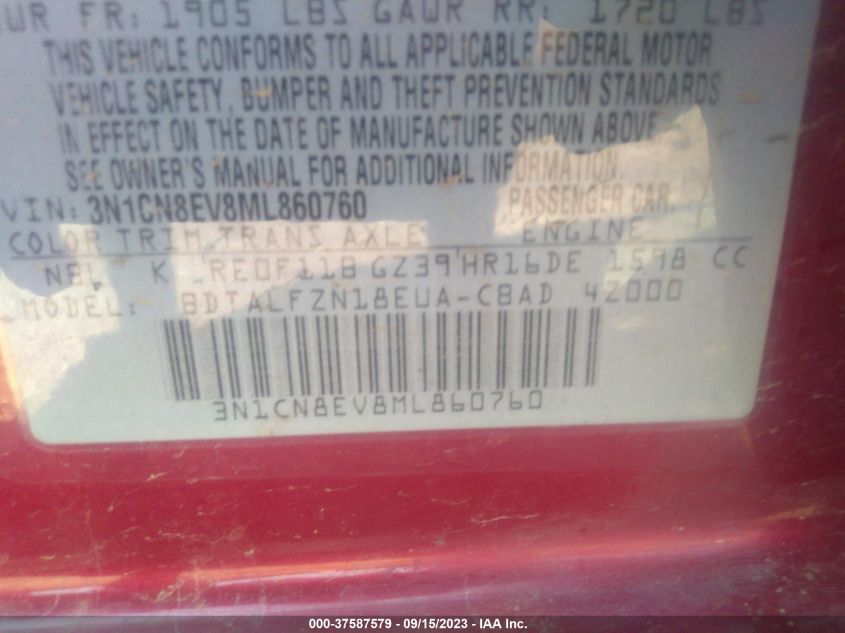 GAWR FR: 1905 LBS GAWR RR: 1720 LBS
THIS VEHICLE CONFORMS TO ALL APPLICABLE FEDERAL MOTOR
VEHICLE SAFETY, BUMPER AND THEFT PREVENTION STANDARDS
IN EFFECT ON THE DATE OF MANUFACTURE SHOWN ABOVE.
SEE OWNER'S MANUAL FOR ADDITIONAL INFORMATION.
VIN: 3N1CN8EV8ML860760 PASSENGER CAR
COLOR TRIM TRANS AXLE ENGINE
K RE0F11B GZ39 HR16DE 1598 CC
MODEL: BDTALFZN18EUA-CBAD 42000
3N1CN8EV8ML860760
000-37587579 - 09/15/2023 - IAA Inc.